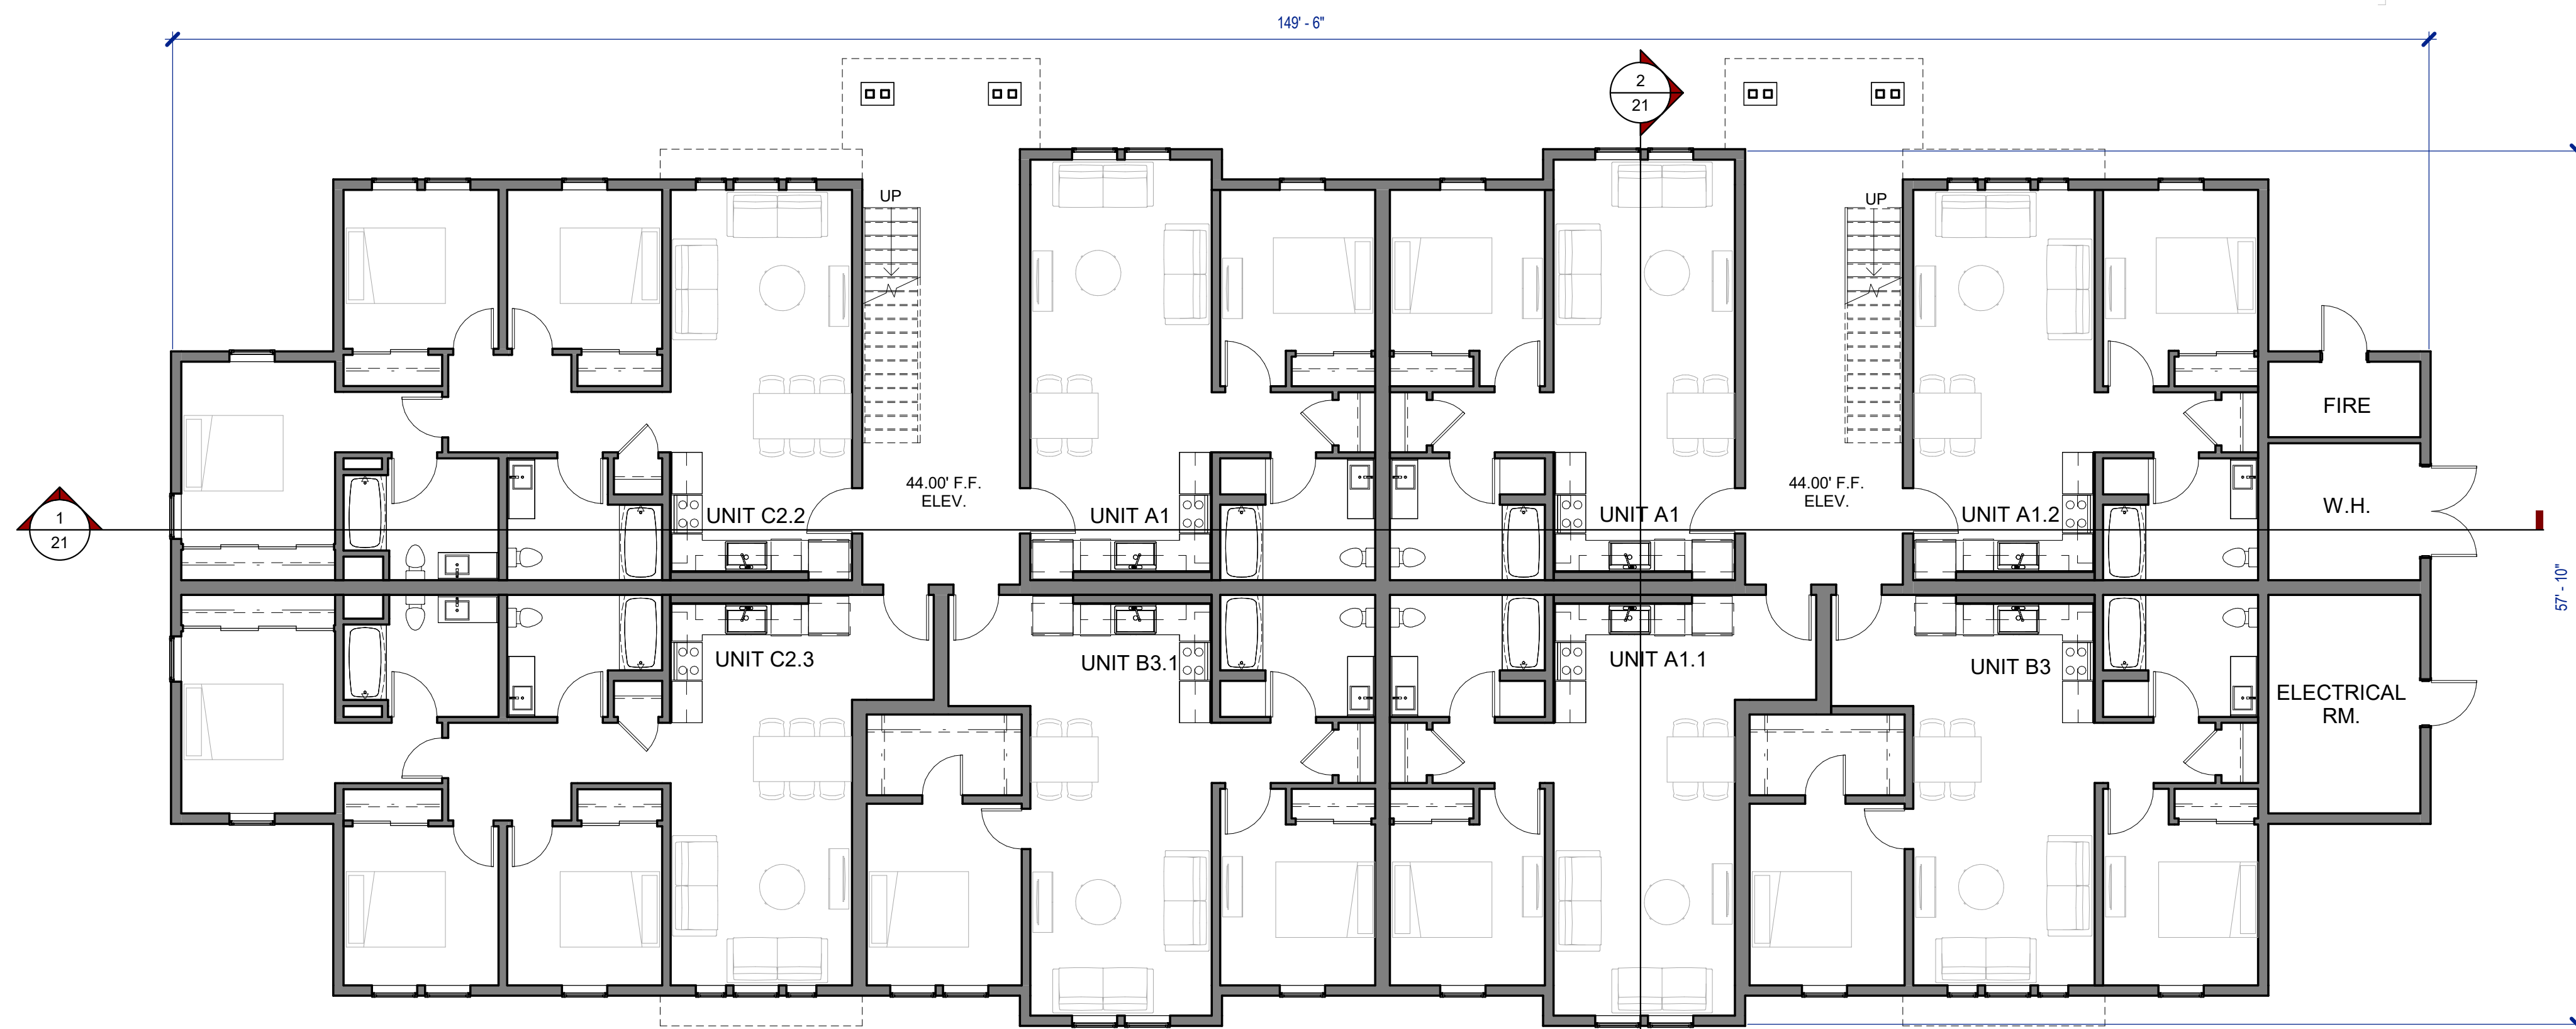 149' - 6"
2
21
UP
UP
FIRE
44.00' F.F.
ELEV.
44.00' F.F.
ELEV.
W.H.
1
21
UNIT C2.2
UNIT A1
UNIT A1
UNIT A1.2
57' - 10"
UNIT C2.3
UNIT B3.1
UNIT A1.1
UNIT B3
ELECTRICAL
RM.